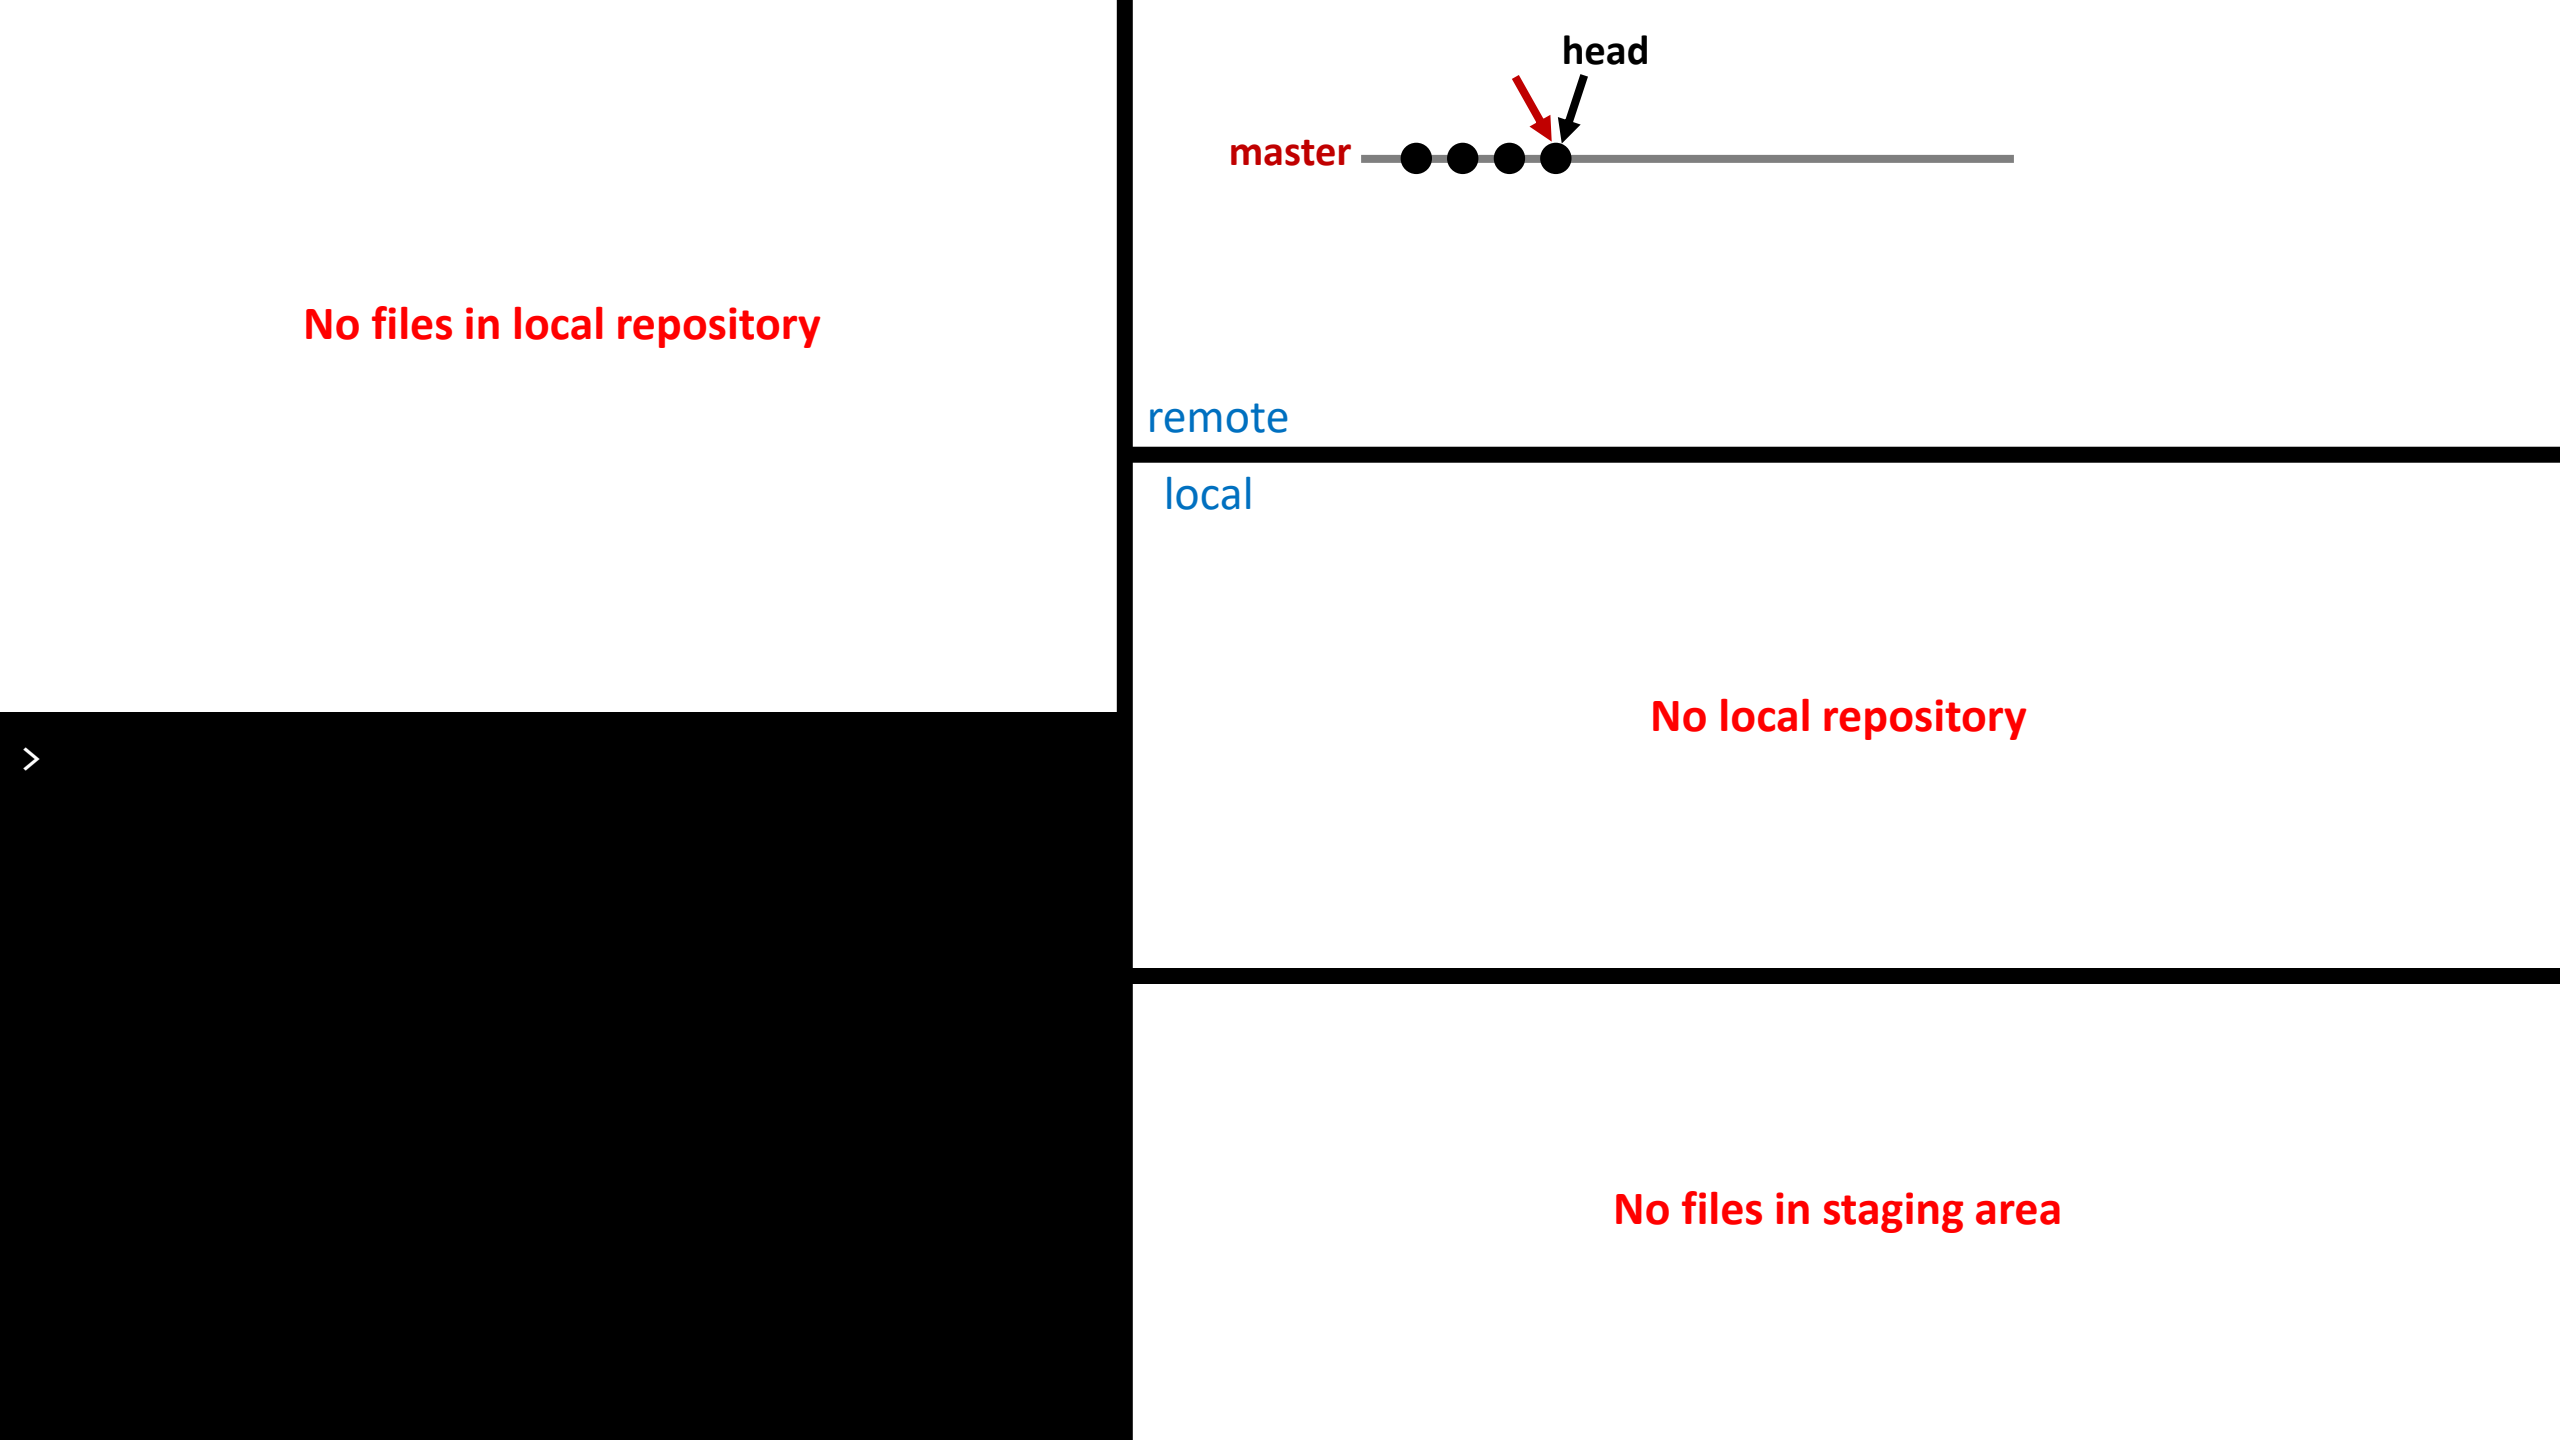 No files in local repository
>
head
master
remote
local
No local repository
No files in staging area